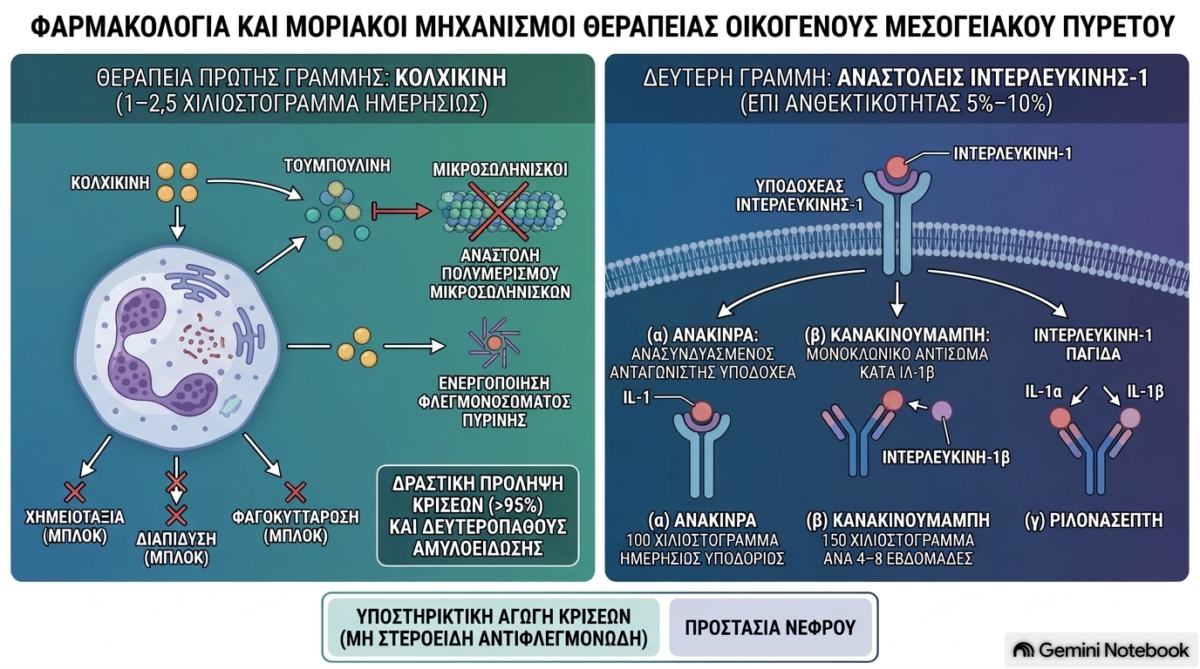 ΦΑΡΜΑΚΟΛΟΓΙΑ ΚΑΙ ΜΟΡΙΑΚΟΙ ΜΗΧΑΝΙΣΜΟΙ ΘΕΡΑΠΕΙΑΣ ΟΙΚΟΓΕΝΟΥΣ ΜΕΣΟΓΕΙΑΚΟΥ ΠΥΡΕΤΟΥ
ΘΕΡΑΠΕΙΑ ΠΡΩΤΗΣ ΓΡΑΜΜΗΣ: ΚΟΛΧΙΚΙΝΗ
(1–2,5 ΧΙΛΙΟΣΤΟΓΡΑΜΜΑ ΗΜΕΡΗΣΙΩΣ)
ΚΟΛΧΙΚΙΝΗ
ΤΟΥΜΠΟΥΛΙΝΗ
ΜΙΚΡΟΣΩΛΗΝΙΣΚΟΙ
ΑΝΑΣΤΟΛΗ
ΠΟΛΥΜΕΡΙΣΜΟΥ
ΜΙΚΡΟΣΩΛΗΝΙΣΚΩΝ
ΕΝΕΡΓΟΠΟΙΗΣΗ
ΦΛΕΓΜΟΝΟΣΩΜΑΤΟΣ
ΠΥΡΙΝΗΣ
ΧΗΜΕΙΟΤΑΞΙΑ
(ΜΠΛΟΚ)
ΔΙΑΠΙΔΥΣΗ
(ΜΠΛΟΚ)
ΦΑΓΟΚΥΤΤΑΡΩΣΗ
(ΜΠΛΟΚ)
ΔΡΑΣΤΙΚΗ ΠΡΟΛΗΨΗ
ΚΡΙΣΕΩΝ (>95%)
ΚΑΙ ΔΕΥΤΕΡΟΠΑΘΟΥΣ
ΑΜΥΛΟΕΙΔΩΣΗΣ
ΔΕΥΤΕΡΗ ΓΡΑΜΜΗ: ΑΝΑΣΤΟΛΕΙΣ ΙΝΤΕΡΛΕΥΚΙΝΗΣ-1
(ΕΠΙ ΑΝΘΕΚΤΙΚΟΤΗΤΑΣ 5%–10%)
ΙΝΤΕΡΛΕΥΚΙΝΗ-1
ΥΠΟΔΟΧΕΑΣ
ΙΝΤΕΡΛΕΥΚΙΝΗΣ-1
(α) ΑΝΑΚΙΝΡΑ:
ΑΝΑΣΥΝΔΥΑΣΜΕΝΟΣ
ΑΝΤΑΓΩΝΙΣΤΗΣ ΥΠΟΔΟΧΕΑ
IL-1
(α) ΑΝΑΚΙΝΡΑ
100 ΧΙΛΙΟΣΤΟΓΡΑΜΜΑ
ΗΜΕΡΗΣΙΩΣ ΥΠΟΔΟΡΙΟΣ
(β) ΚΑΝΑΚΙΝΟΥΜΑΜΠΗ:
ΜΟΝΟΚΛΩΝΙΚΟ ΑΝΤΙΣΩΜΑ
ΚΑΤΑ ΙΛ-1β
ΙΝΤΕΡΛΕΥΚΙΝΗ-1β
(β) ΚΑΝΑΚΙΝΟΥΜΑΜΠΗ
150 ΧΙΛΙΟΣΤΟΓΡΑΜΜΑ
ΑΝΑ 4–8 ΕΒΔΟΜΑΔΕΣ
ΙΝΤΕΡΛΕΥΚΙΝΗ-1
ΠΑΓΙΔΑ
IL-1α
IL-1β
(γ) ΡΙΛΟΝΑΣΕΠΤΗ
ΥΠΟΣΤΗΡΙΚΤΙΚΗ ΑΓΩΓΗ ΚΡΙΣΕΩΝ
(ΜΗ ΣΤΕΡΟΕΙΔΗ ΑΝΤΙΦΛΕΓΜΟΝΩΔΗ)
ΠΡΟΣΤΑΣΙΑ ΝΕΦΡΟΥ
Gemini Notebook